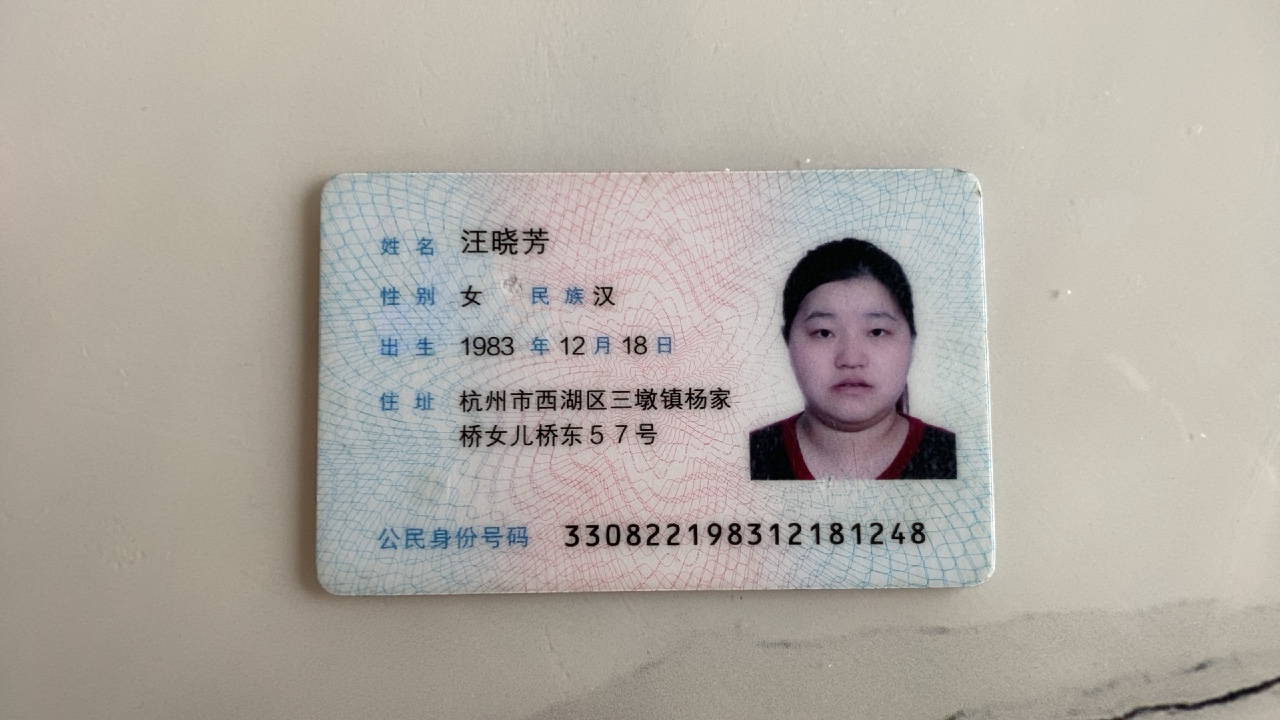 姓名 汪晓芳
性别 女 民族 汉
出生 1983 年 12 月 18 日
住址 杭州市西湖区三墩镇杨家
桥女儿桥东57号
公民身份号码 330822198312181248